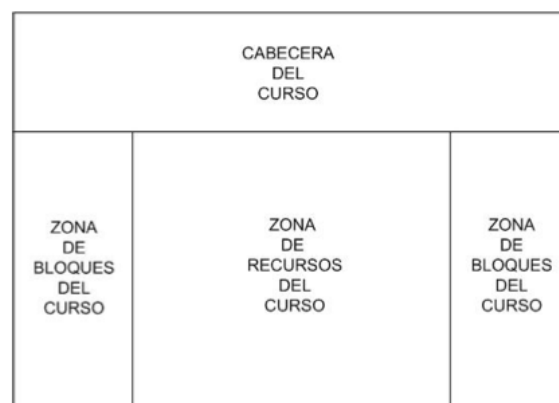 CABECERA
DEL
CURSO
ZONA
DE
BLOQUES
DEL
CURSO
ZONA
DE
RECURSOS
DEL
CURSO
ZONA
DE
BLOQUES
DEL
CURSO